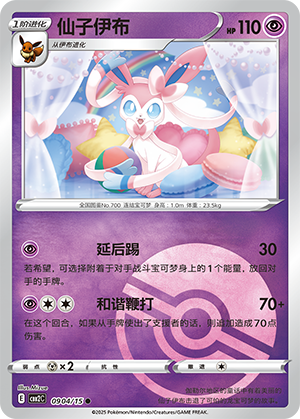 1阶进化
仙子伊布
HP 110
从伊布进化
全国图鉴No.700 连结宝可梦 身高：1.0m 体重：23.5kg
延后踢 30
若希望，可选择附着于对手战斗宝可梦身上的1个能量，放回对
手的手牌。
和谐鞭打 70+
在这个回合，如果从手牌使出了支援者的话，则追加造成70点
伤害。
弱点 ×2 抗性 撤退
Illus. Mizue
0904/15
©2025 Pokémon/Nintendo/Creatures/GAME FREAK.